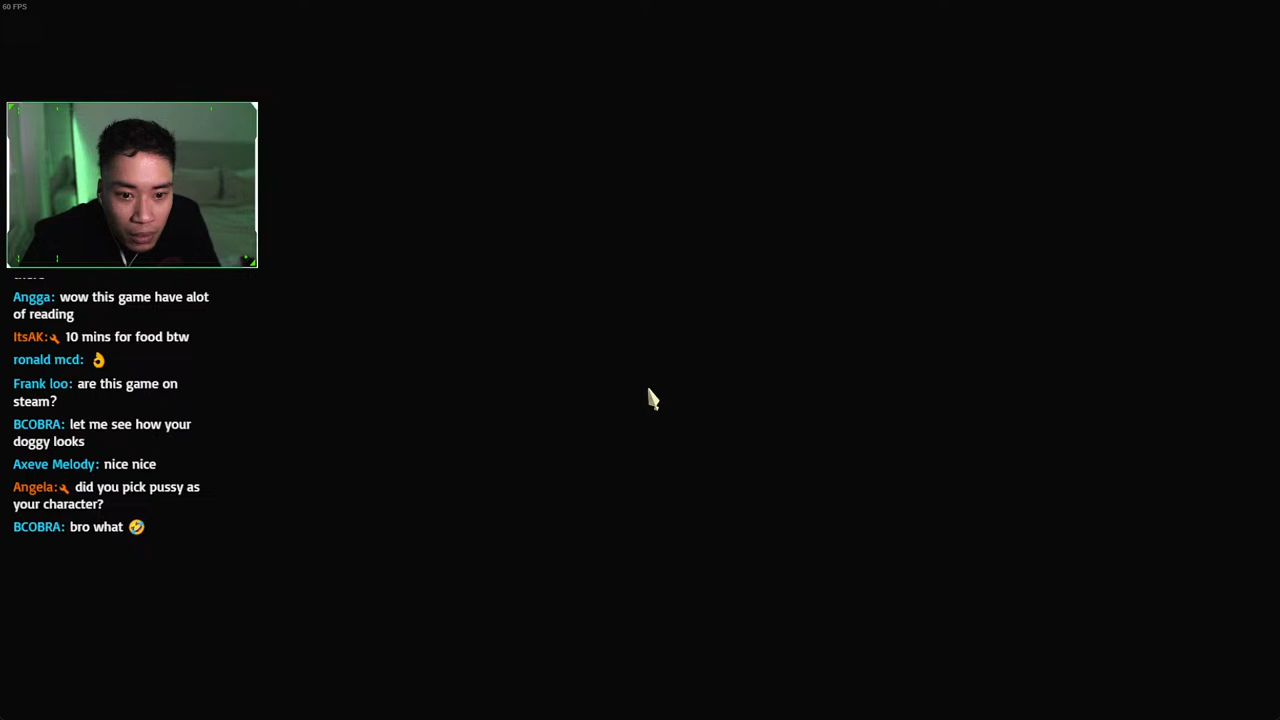 60 FPS
Angga: wow this game have alot
of reading
ItsAK: 10 mins for food btw
ronald mcd: 👌
Frank loo: are this game on
steam?
BCOBRA: let me see how your
doggy looks
Axeve Melody: nice nice
Angela: did you pick pussy as
your character?
BCOBRA: bro what 🤣